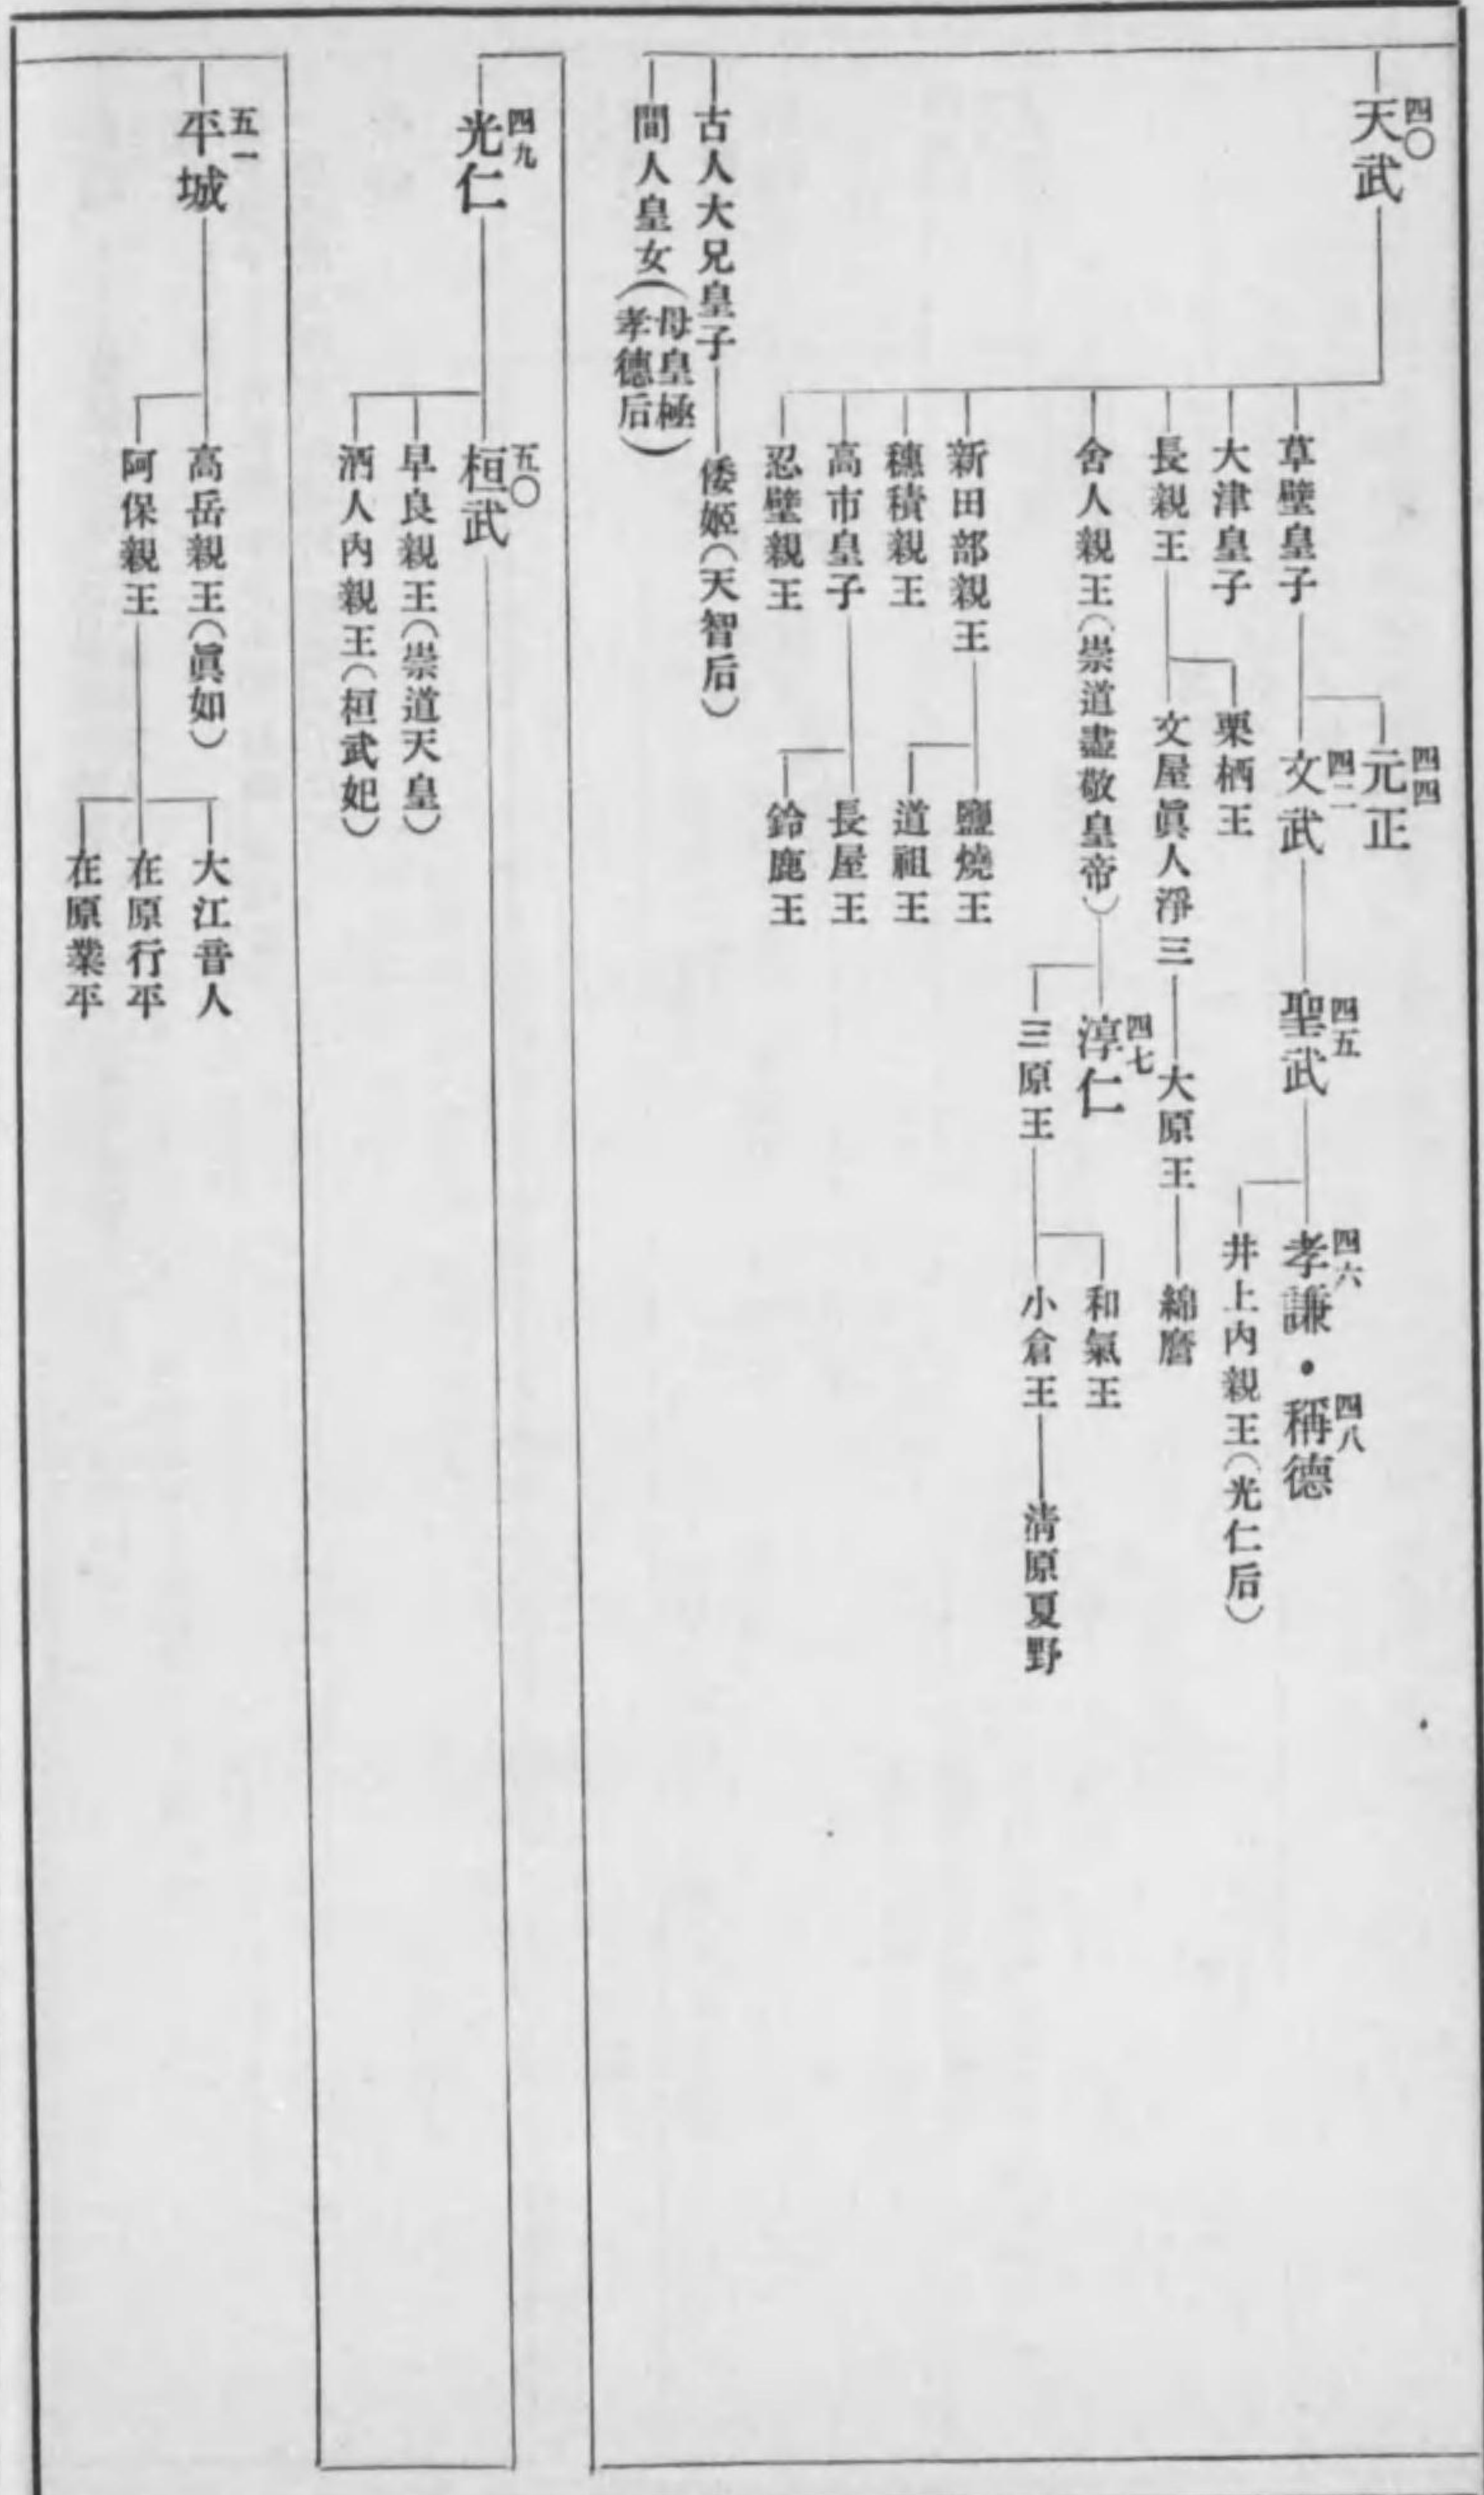 四〇
天武
草壁皇子
四四
元正
四二
文武
四五
聖武
四六
孝謙・
四八
稱德
井上內親王(光仁后)
大津皇子
長親王
栗栖王
文屋眞人淨三
大原王
綿麿
舍人親王(崇道盡敬皇帝)
四七
淳仁
三原王
和氣王
小倉王
淸原夏野
新田部親王
鹽燒王
道祖王
穗積親王
高市皇子
長屋王
鈴鹿王
忍壁親王
古人大兄皇子
倭姬(天智后)
間人皇女(母皇極
孝德后)
四九
光仁
五〇
桓武
早良親王(崇道天皇)
酒人內親王(桓武妃)
五一
平城
高岳親王(眞如)
阿保親王
大江音人
在原行平
在原業平